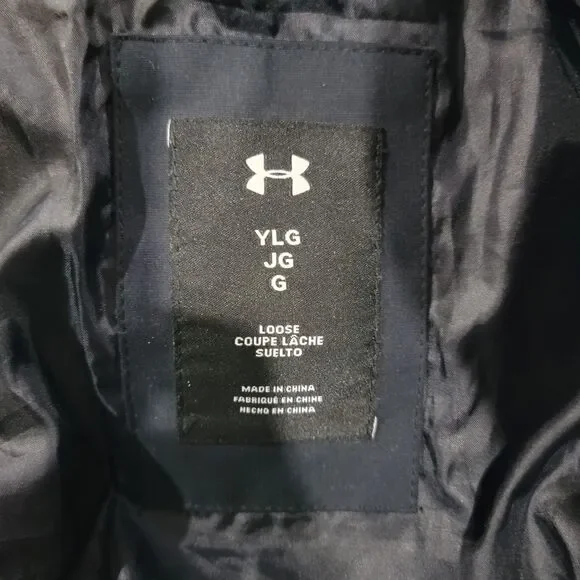 YLG
JG
G
LOOSE
COUPE LÂCHE
SUELTO
MADE IN CHINA
FABRIQUÉ EN CHINE
HECHO EN CHINA